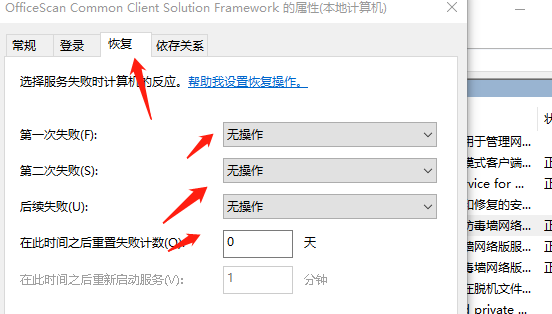 OfficeScan Common Client Solution Framework 的属性(本地计算机)
常规 登录 恢复 依存关系
选择服务失败时计算机的反应。帮助我设置恢复操作。
第一次失败(F): 无操作
第二次失败(S): 无操作
后续失败(U): 无操作
在此时间之后重置失败计数(O): 0 天
在此时间之后重新启动服务(V): 1 分钟
用于管理网...
模式客户端... 正
vice for ... 正
和修复的安...
防毒墙网络... 正
墙网络版服... 正
毒墙网络版... 正
在脱机文件...
d private ...